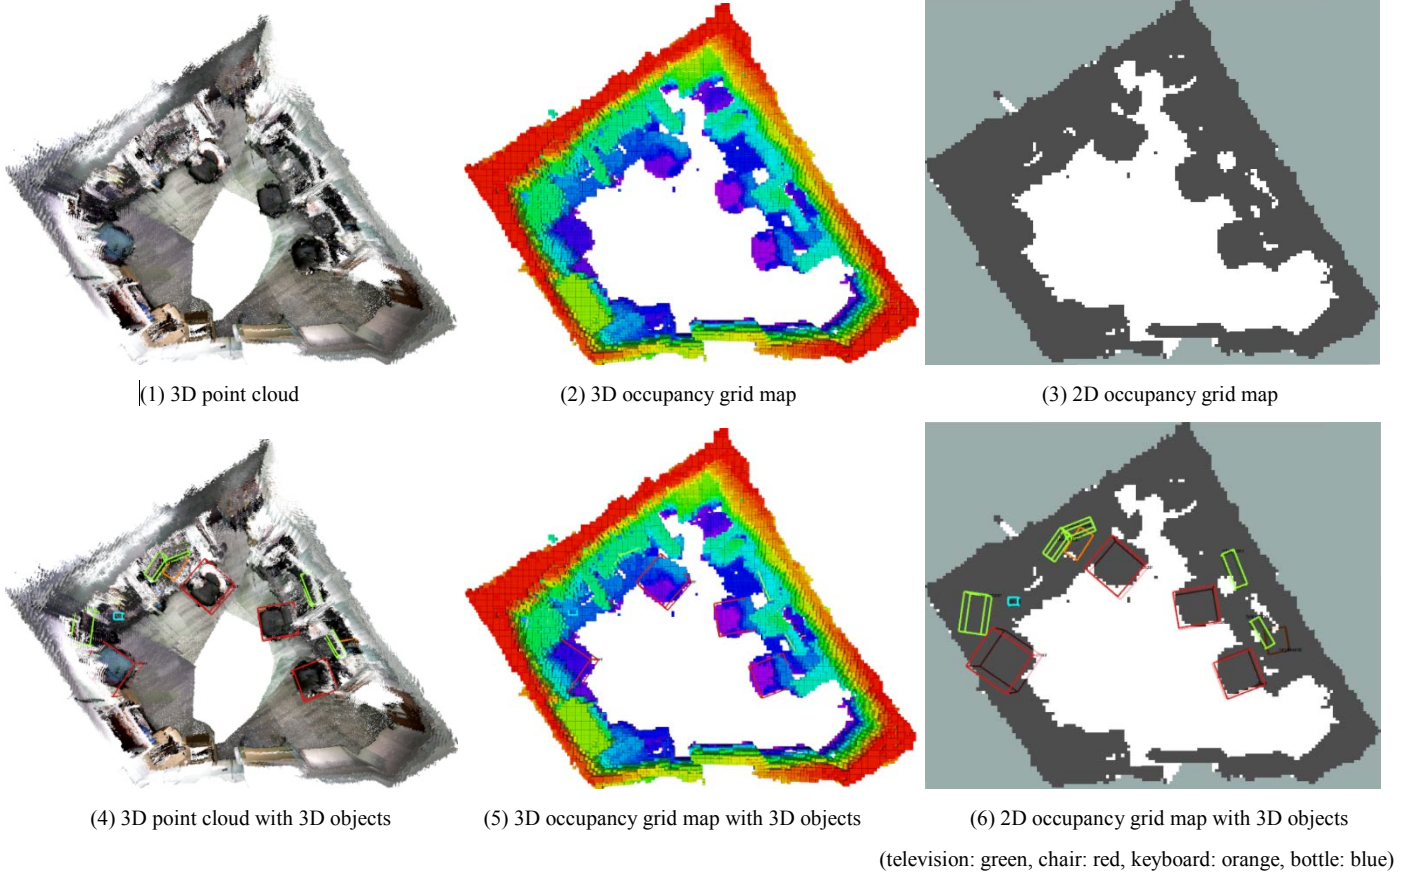 (1) 3D point cloud
(2) 3D occupancy grid map
(3) 2D occupancy grid map
(4) 3D point cloud with 3D objects
(5) 3D occupancy grid map with 3D objects
(6) 2D occupancy grid map with 3D objects
(television: green, chair: red, keyboard: orange, bottle: blue)